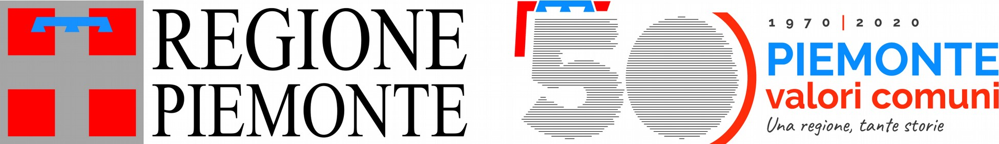 REGIONE
PIEMONTE
50
1970|2020
PIEMONTE
valori comuni
Una regione, tante storie